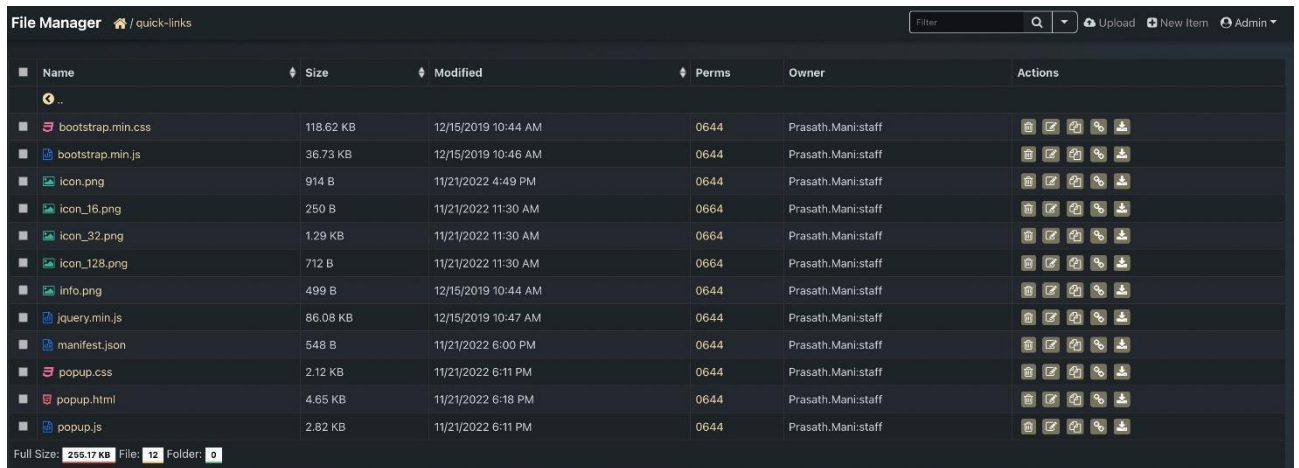 File Manager / quick-links Filter Upload New Item Admin
Name Size Modified Perms Owner Actions
..
bootstrap.min.css 118.62 KB 12/15/2019 10:44 AM 0644 Prasath.Mani:staff
bootstrap.min.js 36.73 KB 12/15/2019 10:46 AM 0644 Prasath.Mani:staff
icon.png 914 B 11/21/2022 4:49 PM 0644 Prasath.Mani:staff
icon_16.png 250 B 11/21/2022 11:30 AM 0664 Prasath.Mani:staff
icon_32.png 1.29 KB 11/21/2022 11:30 AM 0664 Prasath.Mani:staff
icon_128.png 712 B 11/21/2022 11:30 AM 0664 Prasath.Mani:staff
info.png 499 B 12/15/2019 10:44 AM 0644 Prasath.Mani:staff
jquery.min.js 86.08 KB 12/15/2019 10:47 AM 0644 Prasath.Mani:staff
manifest.json 548 B 11/21/2022 6:00 PM 0644 Prasath.Mani:staff
popup.css 2.12 KB 11/21/2022 6:11 PM 0644 Prasath.Mani:staff
popup.html 4.65 KB 11/21/2022 6:18 PM 0644 Prasath.Mani:staff
popup.js 2.82 KB 11/21/2022 6:11 PM 0644 Prasath.Mani:staff
Full Size: 255.17 KB File: 12 Folder: 0